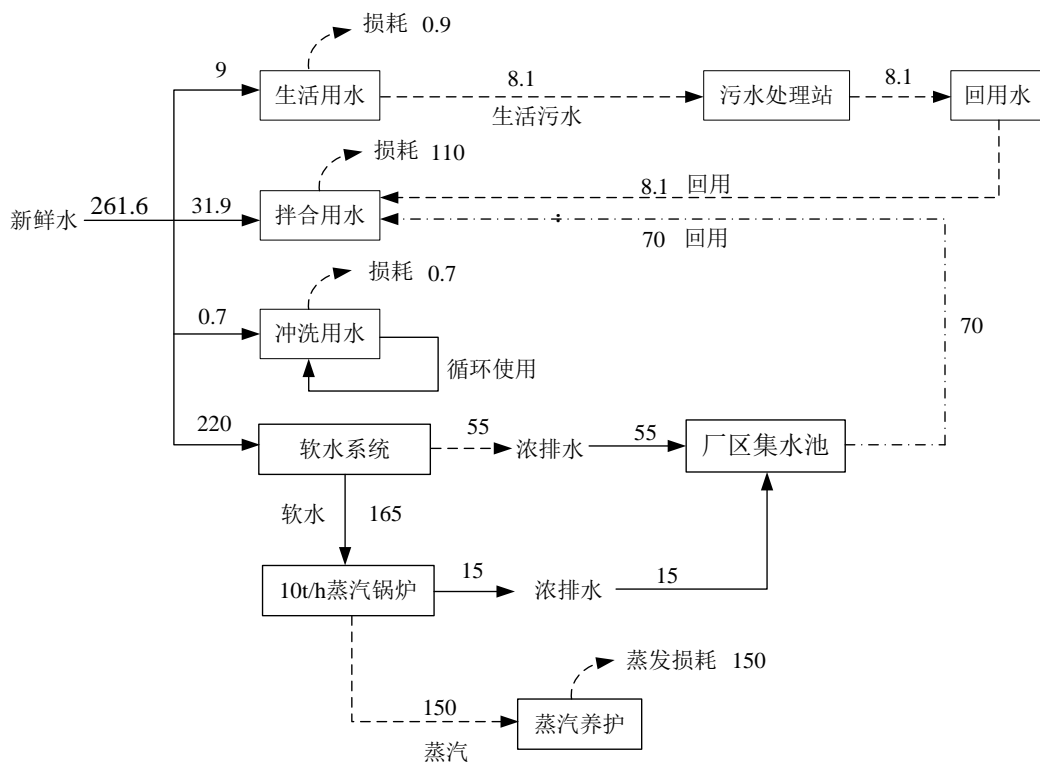 损耗 0.9
9
生活用水
8.1
生活污水
污水处理站
8.1
回用水
损耗 110
8.1 回用
新鲜水
261.6
31.9
拌合用水
70 回用
损耗 0.7
0.7
冲洗用水
循环使用
70
220
软水系统
55
浓排水
55
厂区集水池
软水
165
10t/h蒸汽锅炉
15
浓排水
15
蒸发损耗 150
150
蒸汽
蒸汽养护